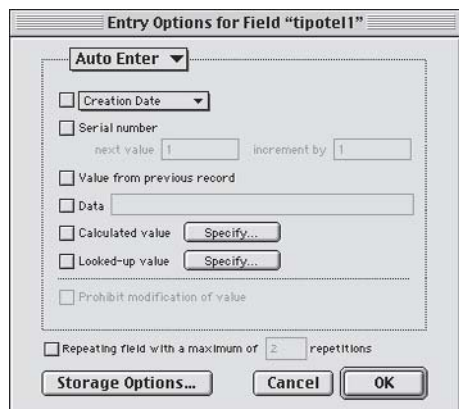 Entry Options for Field “tipotel1”
Auto Enter
Creation Date
Serial number
next value 1 increment by 1
Value from previous record
Data
Calculated value Specify...
Looked-up value Specify...
Prohibit modification of value
Repeating field with a maximum of 2 repetitions
Storage Options... Cancel OK